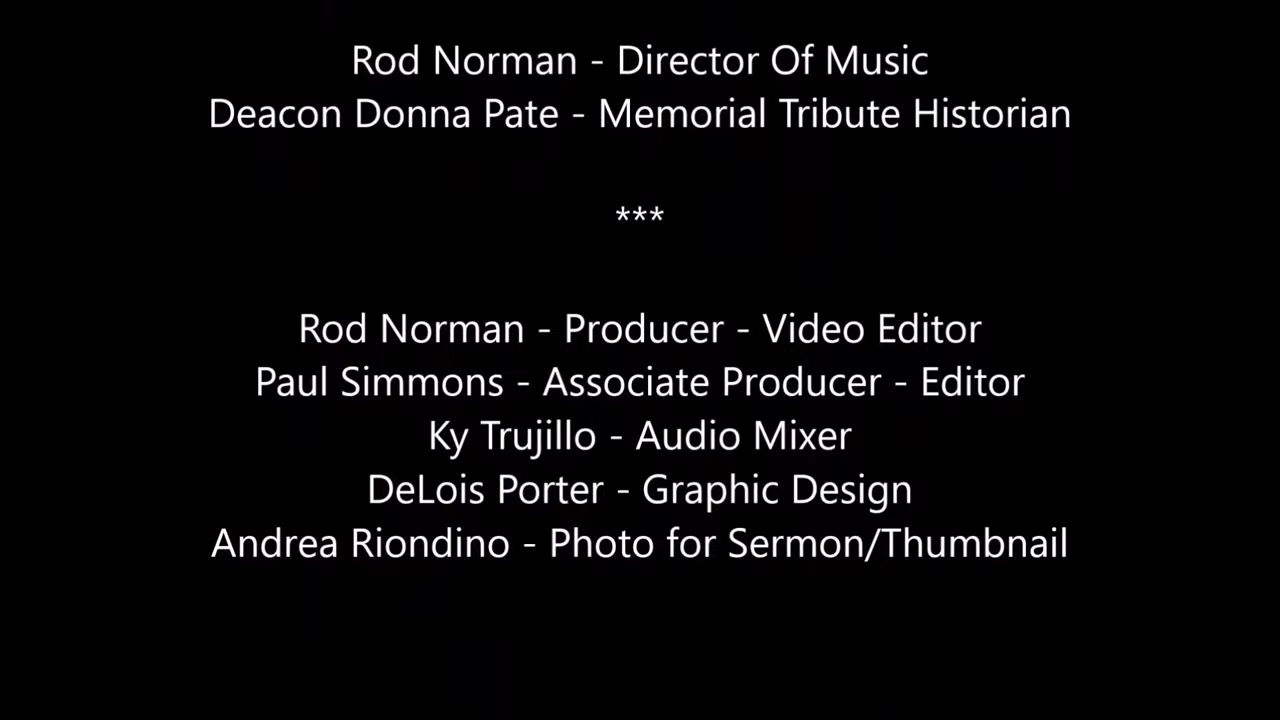 Rod Norman - Director Of Music
Deacon Donna Pate - Memorial Tribute Historian
***
Rod Norman - Producer - Video Editor
Paul Simmons - Associate Producer - Editor
Ky Trujillo - Audio Mixer
DeLois Porter - Graphic Design
Andrea Riondino - Photo for Sermon/Thumbnail